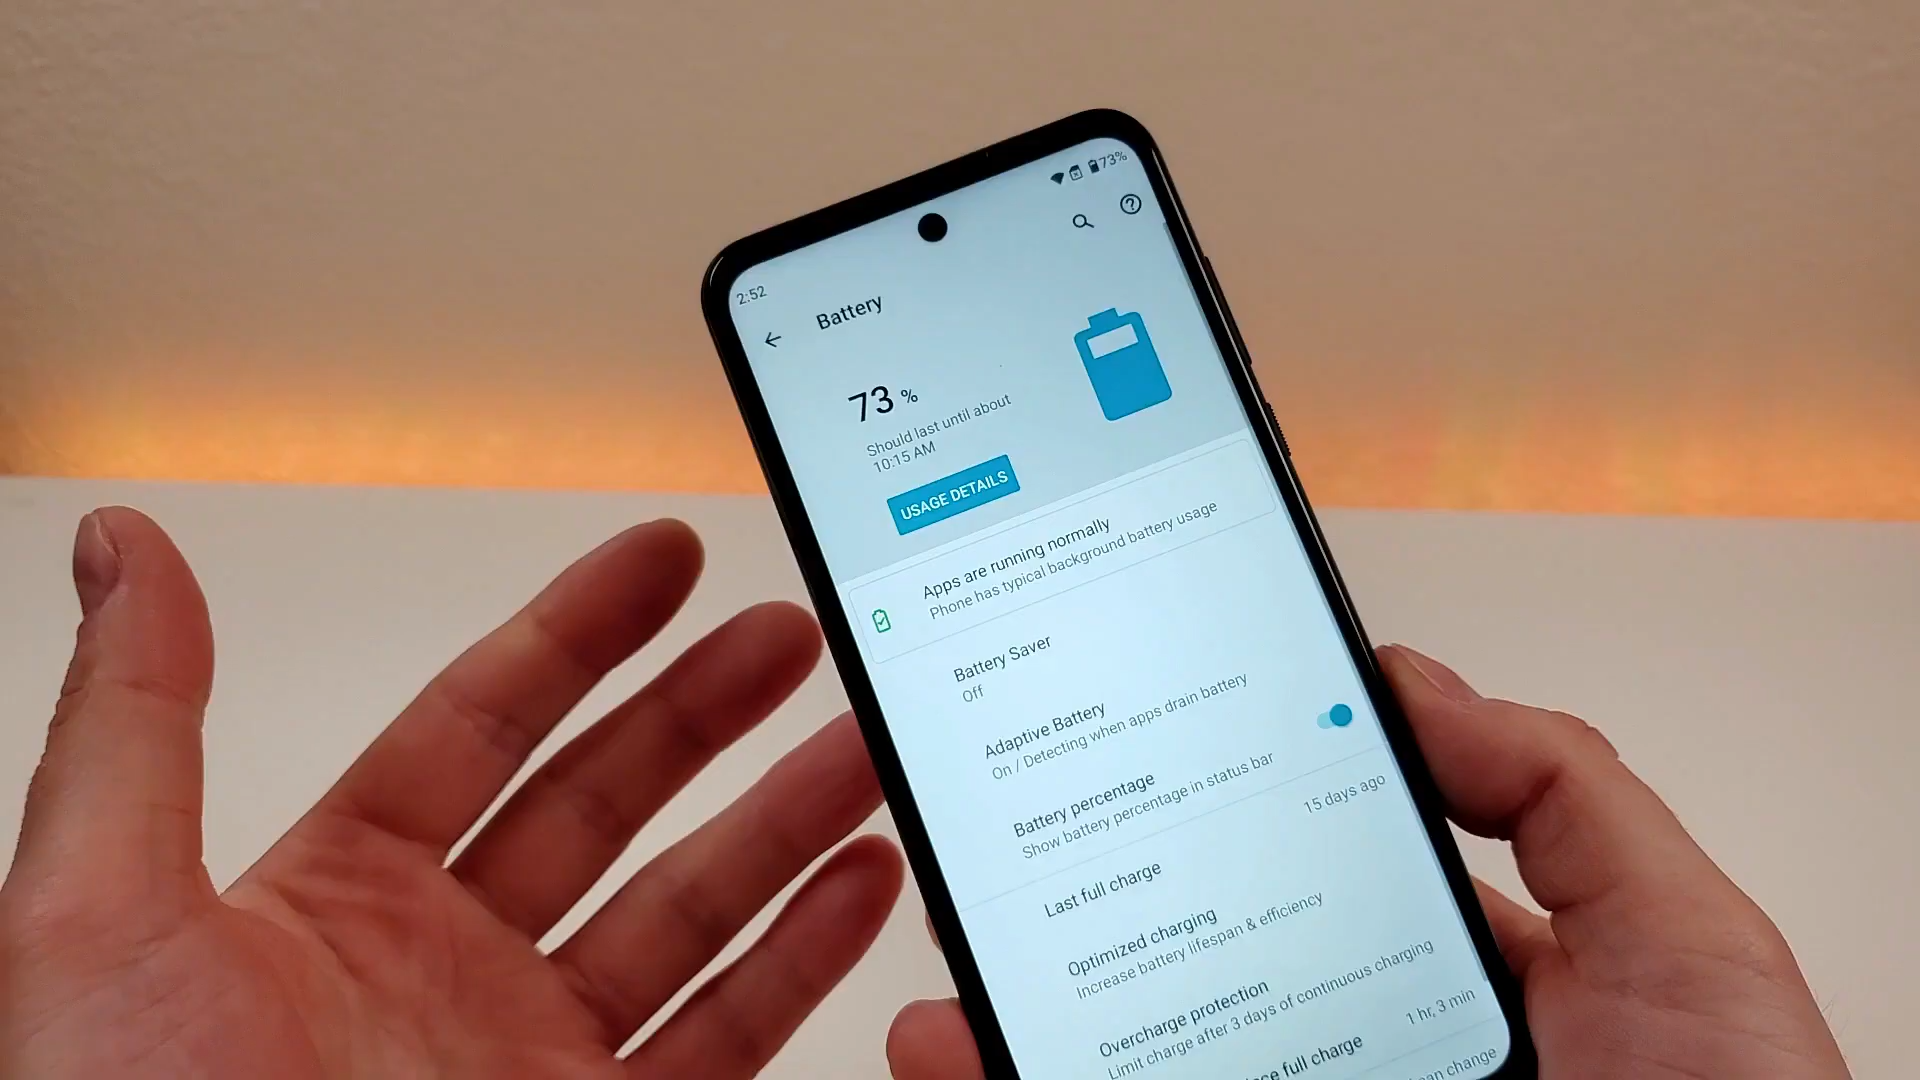 73%
2:52
Battery
73 %
Should last until about
10:15 AM
USAGE DETAILS
Apps are running normally
Phone has typical background battery usage
Battery Saver
Off
Adaptive Battery
On / Detecting when apps drain battery
Battery percentage
Show battery percentage in status bar
Last full charge
15 days ago
Optimized charging
Increase battery lifespan & efficiency
Overcharge protection
Limit charge after 3 days of continuous charging
full charge
1 hr, 3 min
change